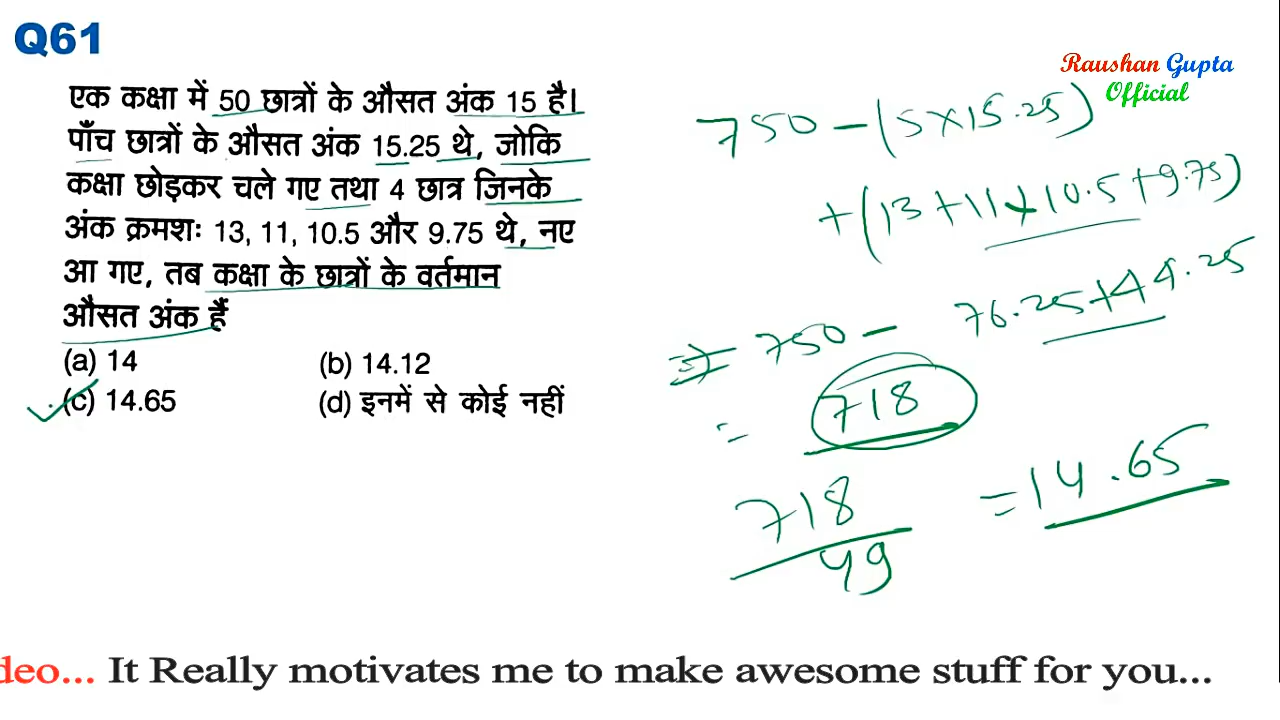 Q61
Raushan Gupta
Official
एक कक्षा में 50 छात्रों के औसत अंक 15 है।
पाँच छात्रों के औसत अंक 15.25 थे, जोकि
कक्षा छोड़कर चले गए तथा 4 छात्र जिनके
अंक क्रमशः 13, 11, 10.5 और 9.75 थे, नए
आ गए, तब कक्षा के छात्रों के वर्तमान
औसत अंक हैं
(a) 14 (b) 14.12
(c) 14.65 (d) इनमें से कोई नहीं
750 - (5×15.25)
+ (13+11+10.5+9.75)
⇒ 750 - 76.25+44.25
= 718
718
49
= 14.65
deo... It Really motivates me to make awesome stuff for you...